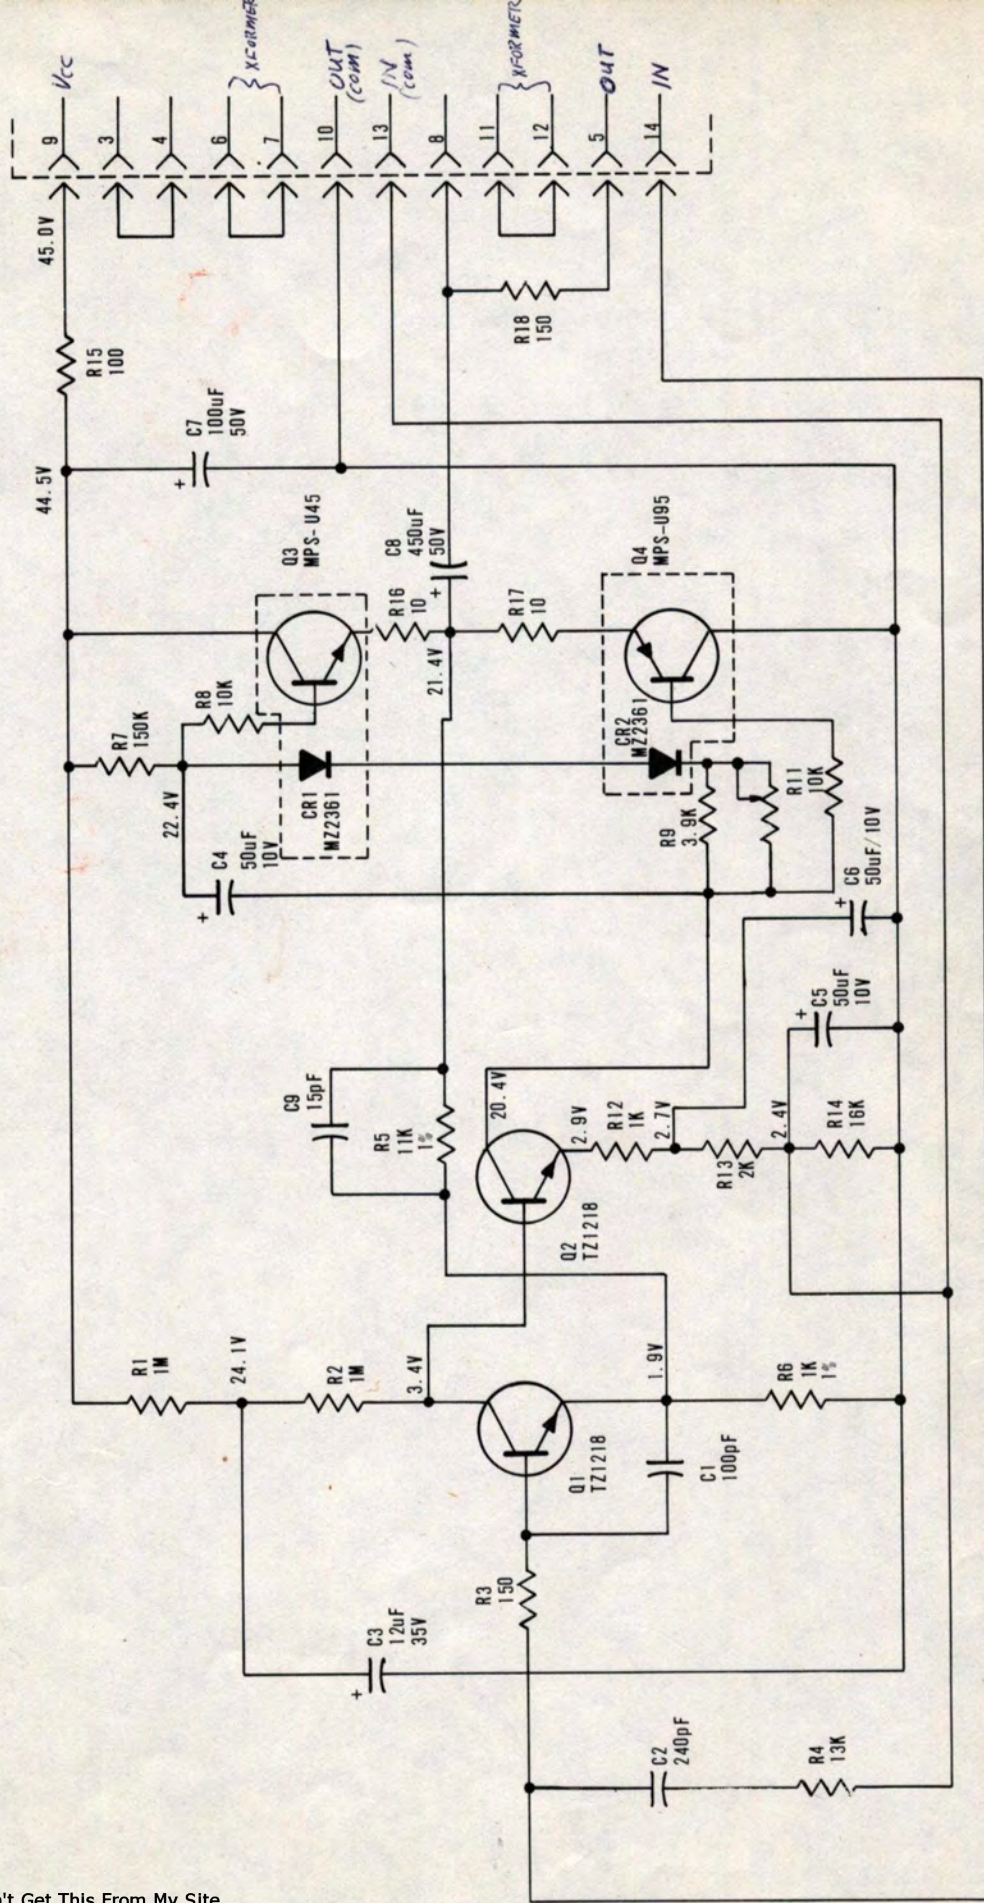 Vcc
XFORMER
OUT
(com)
IN
(com)
XFORMER
OUT
IN
9
3
4
6
7
10
13
8
11
12
5
14
45.0V
R15
100
R18
150
C7
100uF
50V
+
44.5V
Q3
MPS-U45
C8
450uF
50V
+
Q4
MPS-U95
R16
10
R17
10
21.4V
R8
10K
R7
150K
22.4V
CR1
MZ2361
CR2
MZ2361
R9
3.9K
R11
10K
C4
50uF
10V
+
C6
50uF/10V
+
C5
50uF
10V
+
C9
15pF
R5
11K
1%
20.4V
2.9V
R12
1K
2.7V
R13
2K
2.4V
R14
16K
Q2
TZ1218
R1
1M
24.1V
R2
1M
3.4V
1.9V
R6
1K
1%
Q1
TZ1218
C1
100pF
R3
150
C3
12uF
35V
+
C2
240pF
R4
13K
't Get This From My Site